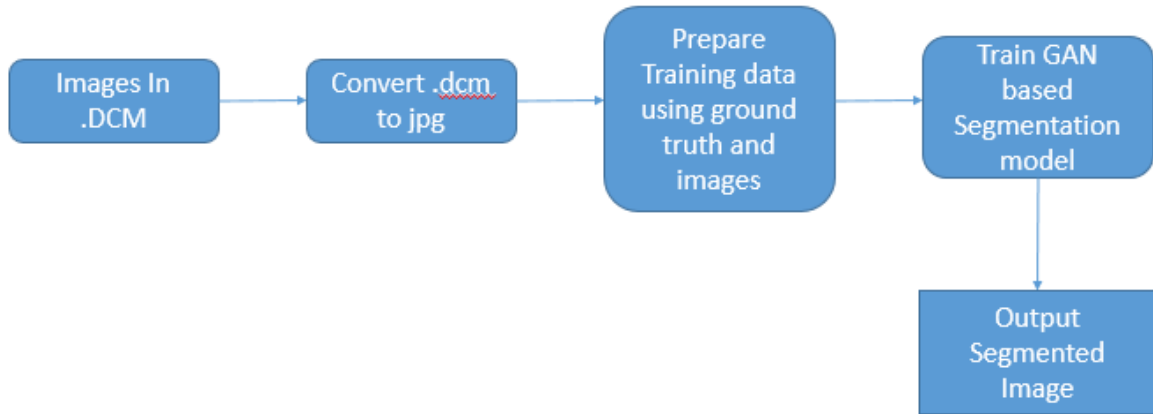 Images In
.DCM
Convert .dcm
to jpg
Prepare
Training data
using ground
truth and
images
Train GAN
based
Segmentation
model
Output
Segmented
Image